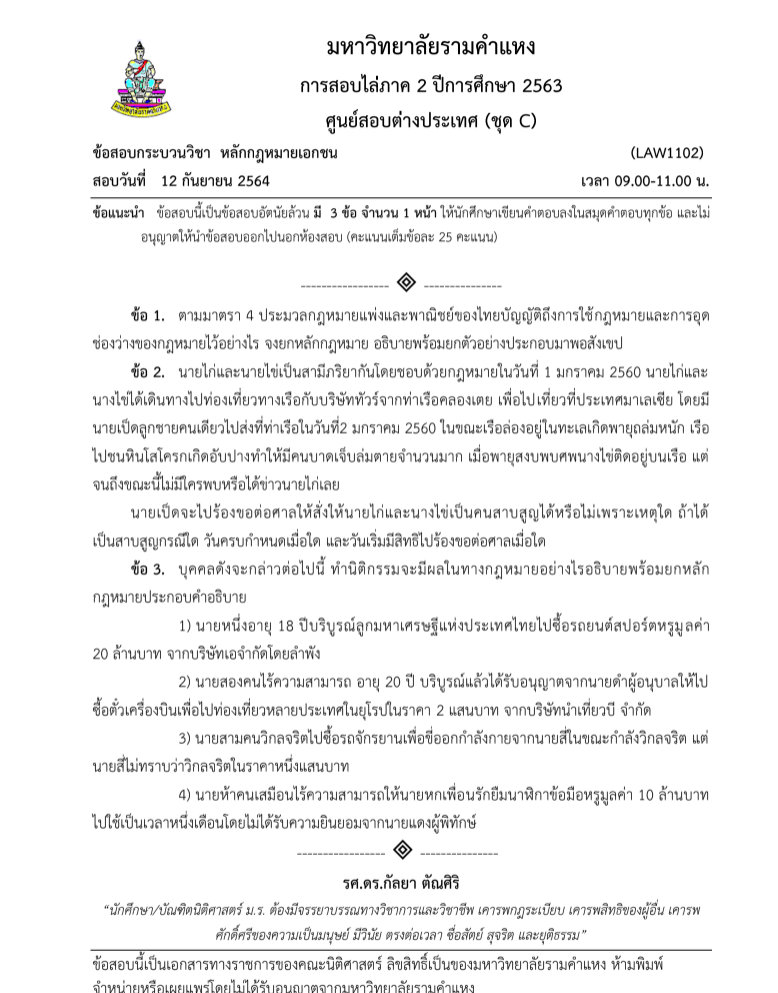 มหาวิทยาลัยรามคำแหง
การสอบไล่ภาค 2 ปีการศึกษา 2563
ศูนย์สอบต่างประเทศ (ชุด C)
ข้อสอบกระบวนวิชา หลักกฎหมายเอกชน (LAW1102)
สอบวันที่ 12 กันยายน 2564 เวลา 09.00-11.00 น.
ข้อแนะนำ ข้อสอบนี้เป็นข้อสอบอัตนัยล้วน มี 3 ข้อ จำนวน 1 หน้า ให้นักศึกษาเขียนคำตอบลงในสมุดคำตอบทุกข้อ และไม่
อนุญาตให้นำข้อสอบออกไปนอกห้องสอบ (คะแนนเต็มข้อละ 25 คะแนน)
ข้อ 1. ตามมาตรา 4 ประมวลกฎหมายแพ่งและพาณิชย์ของไทยบัญญัติถึงการใช้กฎหมายและการอุด
ช่องว่างของกฎหมายไว้อย่างไร จงยกหลักกฎหมาย อธิบายพร้อมยกตัวอย่างประกอบมาพอสังเขป
ข้อ 2. นายไก่และนายไข่เป็นสามีภริยากันโดยชอบด้วยกฎหมายในวันที่ 1 มกราคม 2560 นายไก่และ
นางไข่ได้เดินทางไปท่องเที่ยวทางเรือกับบริษัททัวร์จากท่าเรือคลองเตย เพื่อไปเที่ยวที่ประเทศมาเลเซีย โดยมี
นายเป็ดลูกชายคนเดียวไปส่งที่ท่าเรือในวันที่2 มกราคม 2560 ในขณะเรือล่องอยู่ในทะเลเกิดพายุถล่มหนัก เรือ
ไปชนหินโสโครกเกิดอับปางทำให้มีคนบาดเจ็บล้มตายจำนวนมาก เมื่อพายุสงบพบศพนางไข่ติดอยู่บนเรือ แต่
จนถึงขณะนี้ไม่มีใครพบหรือได้ข่าวนายไก่เลย
นายเป็ดจะไปร้องขอต่อศาลให้สั่งให้นายไก่และนางไข่เป็นคนสาบสูญได้หรือไม่เพราะเหตุใด ถ้าได้
เป็นสาบสูญกรณีใด วันครบกำหนดเมื่อใด และวันเริ่มมีสิทธิไปร้องขอต่อศาลเมื่อใด
ข้อ 3. บุคคลดังจะกล่าวต่อไปนี้ ทำนิติกรรมจะมีผลในทางกฎหมายอย่างไรอธิบายพร้อมยกหลัก
กฎหมายประกอบคำอธิบาย
1) นายหนึ่งอายุ 18 ปีบริบูรณ์ลูกมหาเศรษฐีแห่งประเทศไทยไปซื้อรถยนต์สปอร์ตหรูมูลค่า
20 ล้านบาท จากบริษัทเอจำกัดโดยลำพัง
2) นายสองคนไร้ความสามารถ อายุ 20 ปี บริบูรณ์แล้วได้รับอนุญาตจากนายดำผู้อนุบาลให้ไป
ซื้อตั๋วเครื่องบินเพื่อไปท่องเที่ยวหลายประเทศในยุโรปในราคา 2 แสนบาท จากบริษัทนำเที่ยวบี จำกัด
3) นายสามคนวิกลจริตไปซื้อรถจักรยานเพื่อขี่ออกกำลังกายจากนายสี่ในขณะกำลังวิกลจริต แต่
นายสี่ไม่ทราบว่าวิกลจริตในราคาหนึ่งแสนบาท
4) นายห้าคนเสมือนไร้ความสามารถให้นายหกเพื่อนรักยืมนาฬิกาข้อมือหรูมูลค่า 10 ล้านบาท
ไปใช้เป็นเวลาหนึ่งเดือนโดยไม่ได้รับความยินยอมจากนายแดงผู้พิทักษ์
รศ.ดร.กัลยา ตัณศิริ
“นักศึกษา/บัณฑิตนิติศาสตร์ ม.ร. ต้องมีจรรยาบรรณทางวิชาการและวิชาชีพ เคารพกฎระเบียบ เคารพสิทธิของผู้อื่น เคารพ
ศักดิ์ศรีของความเป็นมนุษย์ มีวินัย ตรงต่อเวลา ซื่อสัตย์ สุจริต และยุติธรรม”
ข้อสอบนี้เป็นเอกสารทางราชการของคณะนิติศาสตร์ ลิขสิทธิ์เป็นของมหาวิทยาลัยรามคำแหง ห้ามพิมพ์
จำหน่ายหรือเผยแพร่โดยไม่ได้รับอนุญาตจากมหาวิทยาลัยรามคำแหง